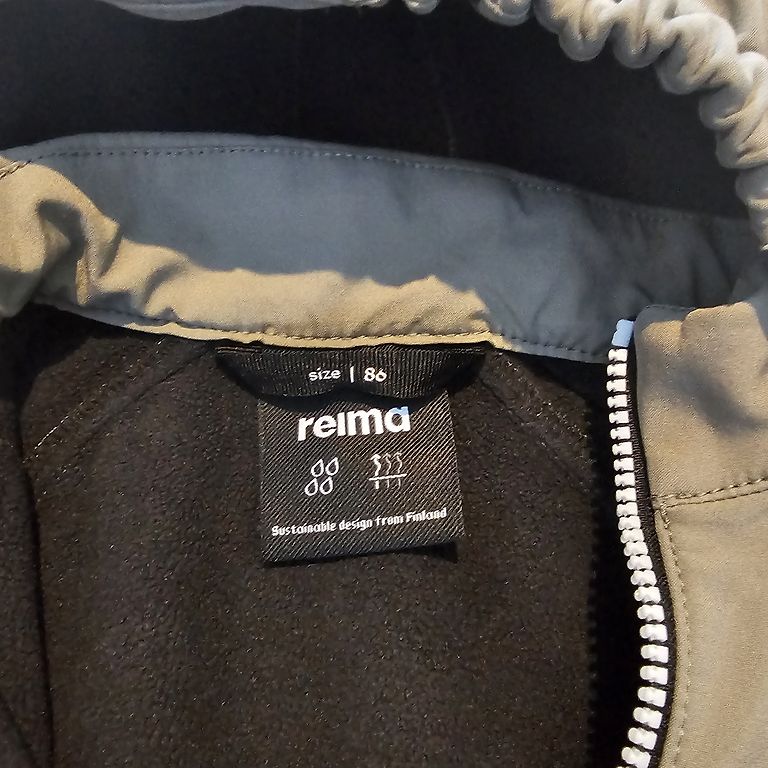 size | 86
reima
Sustainable design from Finland